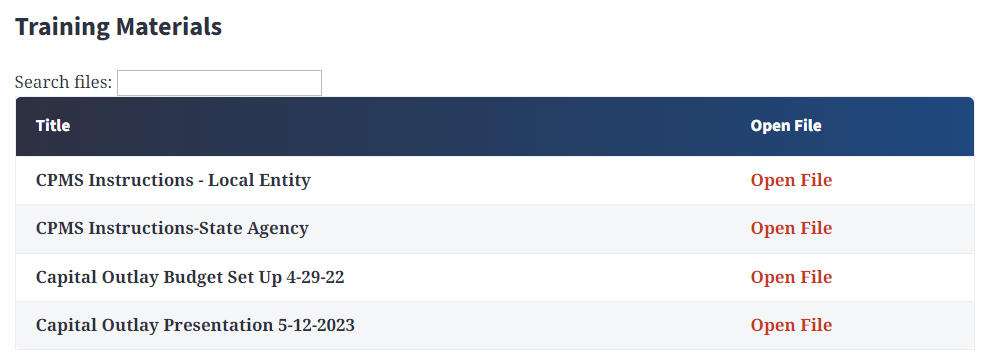 Training Materials
Search files:
Title Open File
CPMS Instructions - Local Entity Open File
CPMS Instructions-State Agency Open File
Capital Outlay Budget Set Up 4-29-22 Open File
Capital Outlay Presentation 5-12-2023 Open File